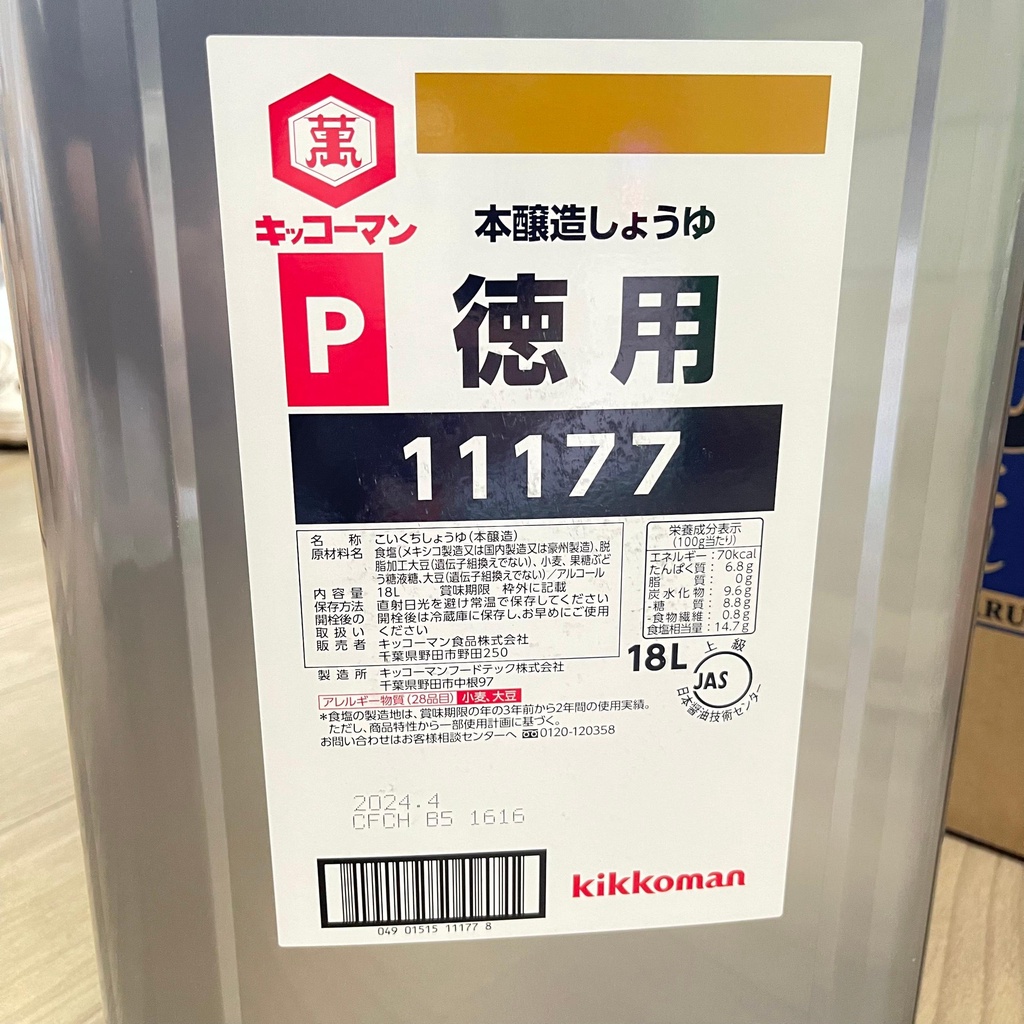 萬
キッコーマン
本醸造しょうゆ
P
徳用
11177
名 称 こいくちしょうゆ(本醸造)
原材料名 食塩(メキシコ製造又は国内製造又は豪州製造)、脱
脂加工大豆(遺伝子組換えでない)、小麦、果糖ぶど
う糖液糖、大豆(遺伝子組換えでない)/アルコール
内容量 18L 賞味期限 枠外に記載
保存方法 直射日光を避け常温で保存してください
開栓後の 開栓後は冷蔵庫に保存し、お早めにご使用
取扱い ください
販売者 キッコーマン食品株式会社
千葉県野田市野田250
製造所 キッコーマンフードテック株式会社
千葉県野田市中根97
アレルギー物質(28品目) 小麦、大豆
*食塩の製造地は、賞味期限の年の3年前から2年間の使用実績。
ただし、商品特性から一部使用計画に基づく。
お問い合わせはお客様相談センターへ 0120-120358
栄養成分表示
(100g当たり)
エネルギー:70kcal
たんぱく質:6.8g
脂質:0g
炭水化物:9.6g
-糖質:8.8g
-食物繊維:0.8g
食塩相当量:14.7g
18L
上級
JAS
日本醤油技術センター
2024.4
CFCH B5 1616
049 01515 11177 8
kikkoman
RU